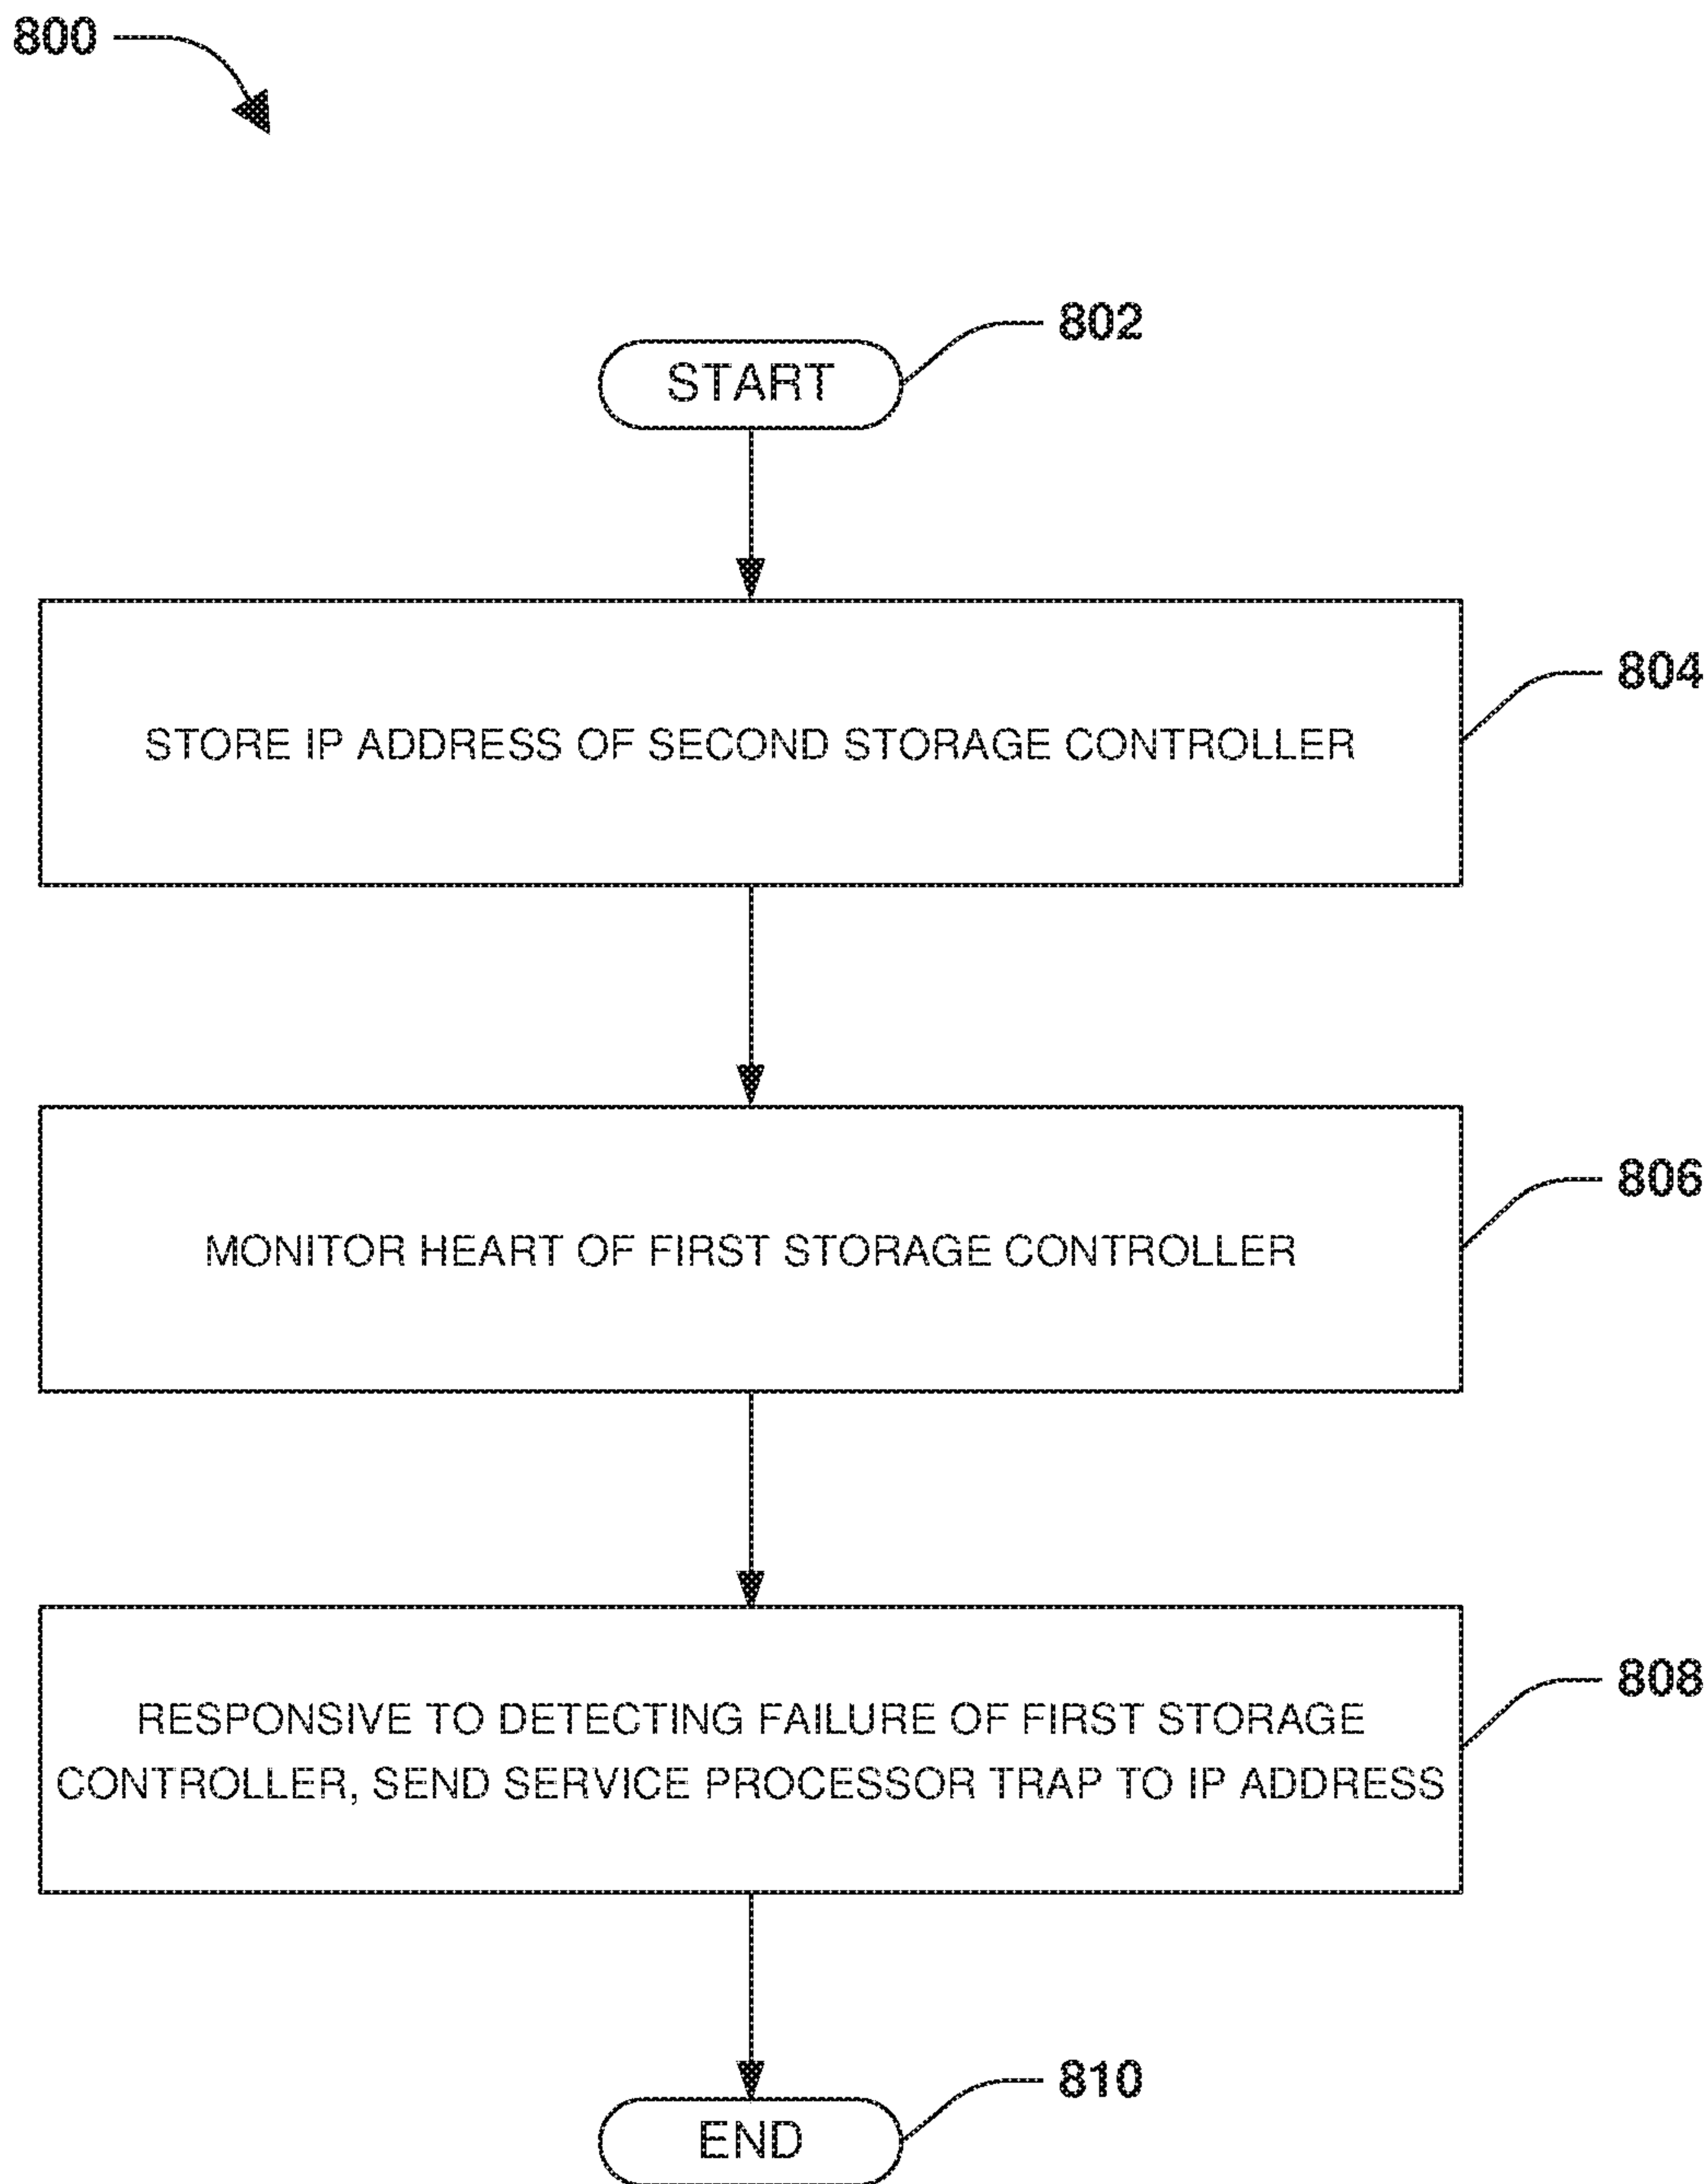 800
802
START
804
STORE IP ADDRESS OF SECOND STORAGE CONTROLLER
806
MONITOR HEART OF FIRST STORAGE CONTROLLER
808
RESPONSIVE TO DETECTING FAILURE OF FIRST STORAGE
CONTROLLER, SEND SERVICE PROCESSOR TRAP TO IP ADDRESS
810
END